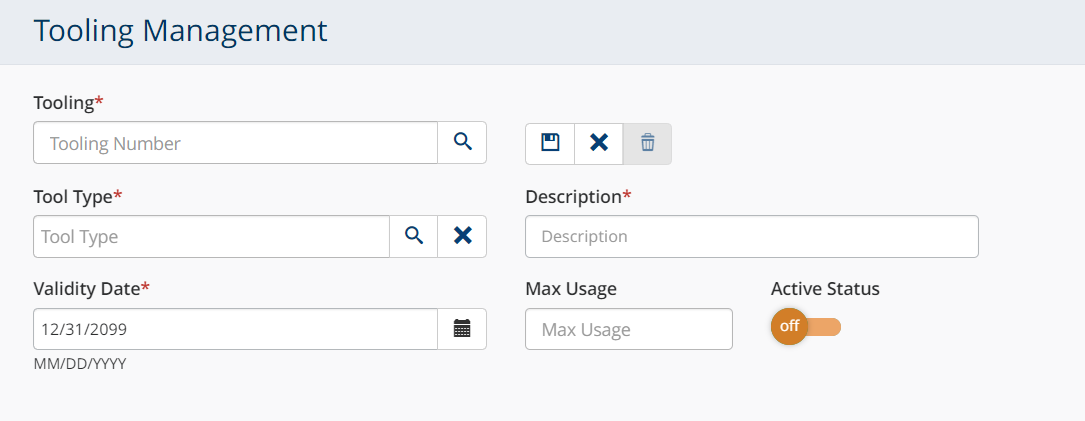 Tooling Management
Tooling*
Tooling Number
Tool Type*
Description*
Tool Type
Description
Validity Date*
Max Usage
Active Status
12/31/2099
Max Usage
off
MM/DD/YYYY